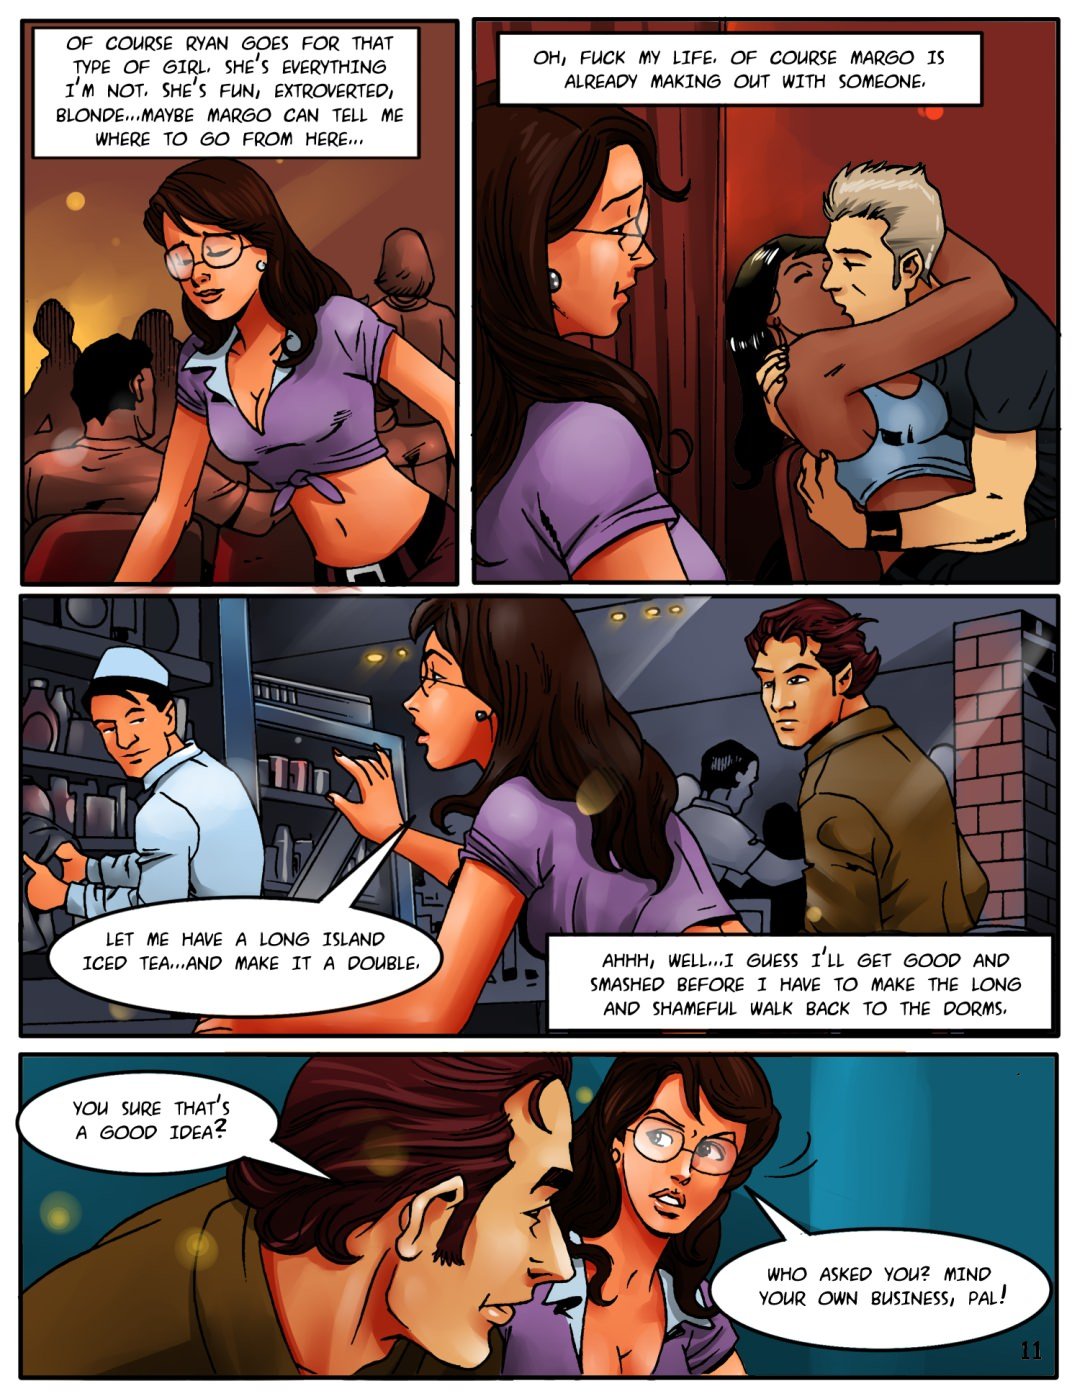 OF COURSE RYAN GOES FOR THAT
TYPE OF GIRL. SHE'S EVERYTHING
I'M NOT. SHE'S FUN, EXTROVERTED,
BLONDE...MAYBE MARGO CAN TELL ME
WHERE TO GO FROM HERE...
OH, FUCK MY LIFE. OF COURSE MARGO IS
ALREADY MAKING OUT WITH SOMEONE.
LET ME HAVE A LONG ISLAND
ICED TEA...AND MAKE IT A DOUBLE.
AHHH, WELL...I GUESS I'LL GET GOOD AND
SMASHED BEFORE I HAVE TO MAKE THE LONG
AND SHAMEFUL WALK BACK TO THE DORMS.
YOU SURE THAT'S
A GOOD IDEA?
WHO ASKED YOU? MIND
YOUR OWN BUSINESS, PAL!
11